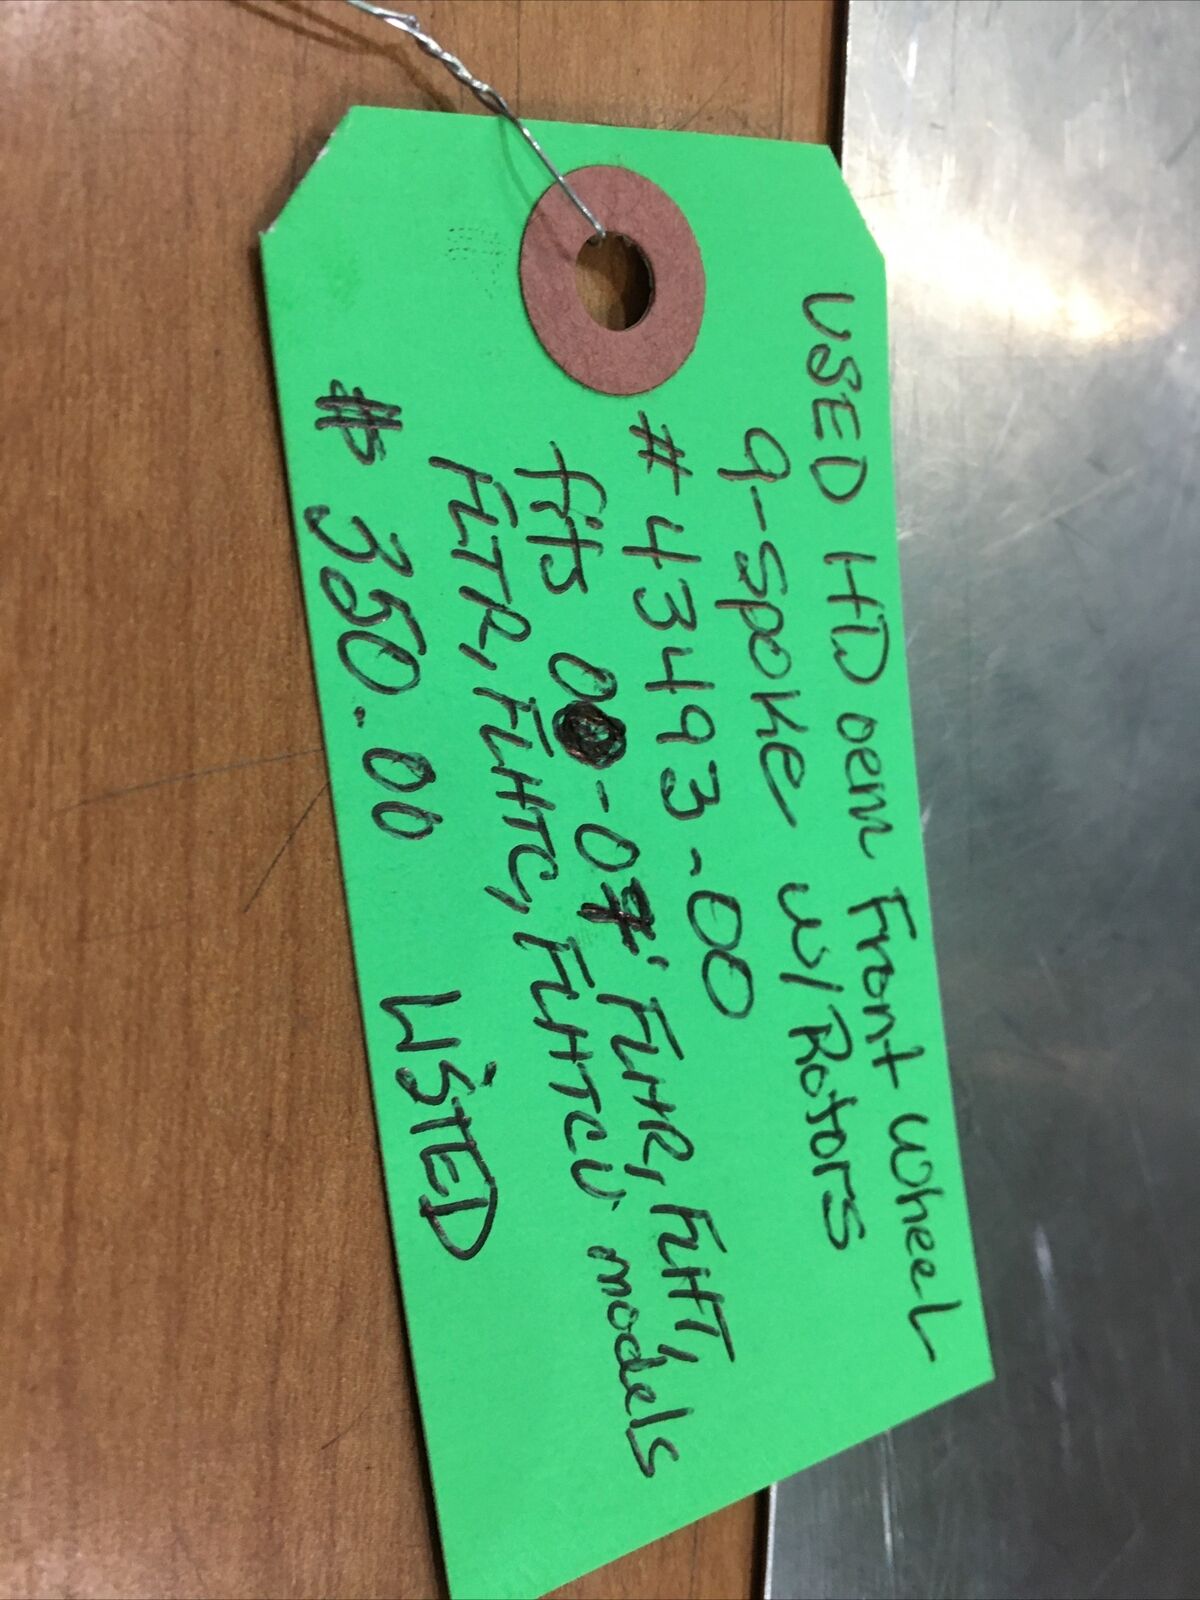 USED HD oem Front wheel
9-spoke w/Rotors
# 43493-00
fits 00-07' FLHR, FLHT,
FLTR, FLHTC, FLHTCU models
$ 350.00 LiSTED